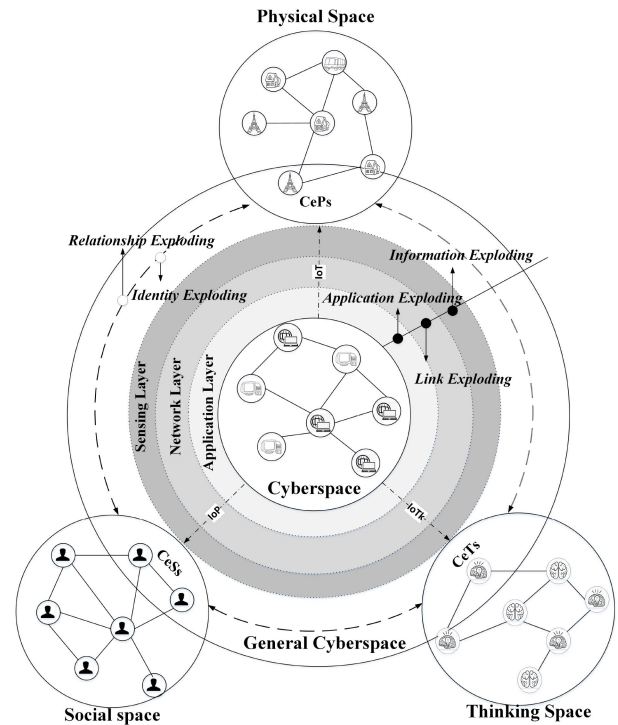 Physical Space
CePs
Relationship Exploding
Identity Exploding
Information Exploding
IoT
Application Exploding
Link Exploding
Sensing Layer
Network Layer
Application Layer
Cyberspace
IoP
IoTk
CeSs
CeTs
General Cyberspace
Social space
Thinking Space